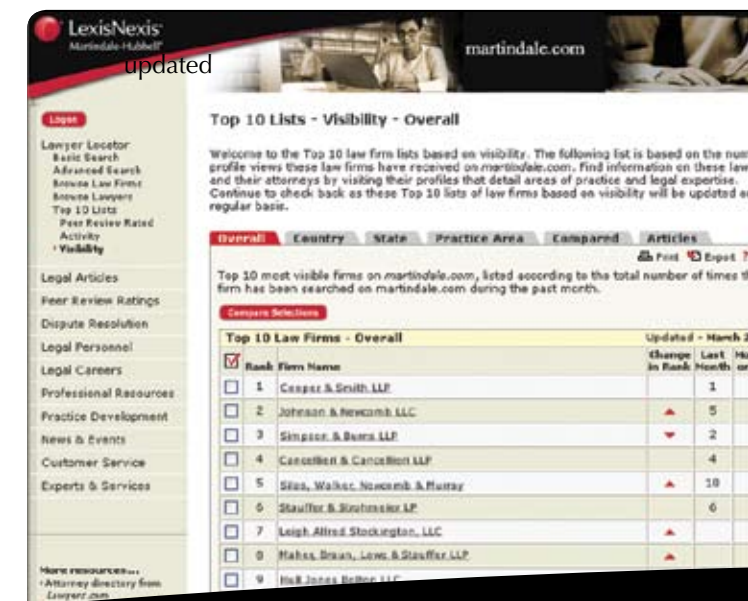 LexisNexis
Martindale-Hubbell
updated
martindale.com
Logon
Lawyer Locator
Basic Search
Advanced Search
Browse Law Firms
Browse Lawyers
Top 10 Lists
Peer Review Rated
Activity
Visibility
Legal Articles
Peer Review Ratings
Dispute Resolution
Legal Personnel
Legal Careers
Professional Resources
Practice Development
News & Events
Customer Service
Experts & Services
More resources...
Attorney directory from
Lawyers.com
Top 10 Lists - Visibility - Overall
Welcome to the Top 10 law firm lists based on visibility. The following list is based on the
profile views these law firms have received on martindale.com. Find information on these law
and their attorneys by visiting their profiles that detail areas of practice and legal expertise.
Continue to check back as these Top 10 lists of law firms based on visibility will be updated
regular basis.
Overall Country State Practice Area Compared Articles
Print Export ?
Top 10 most visible firms on martindale.com, listed according to the total number of times
firm has been searched on martindale.com during the past month.
Compare Selections
Top 10 Law Firms - Overall Updated - March
Rank Firm Name Change in Rank Last Month
1 Cooper & Smith LLP 1
2 Johnson & Newcomb LLC 5
3 Simpson & Burns LLP 2
4 Cancellieri & Cancellieri LLP 4
5 Silas, Walker, Newcomb & Murray 10
6 Stauffer & Strohmeier LP 6
7 Leigh Allred Stockington, LLC
8 Hahns, Braun, Lowe & Stauffer LLP
9 Hull Jones Belton LLC